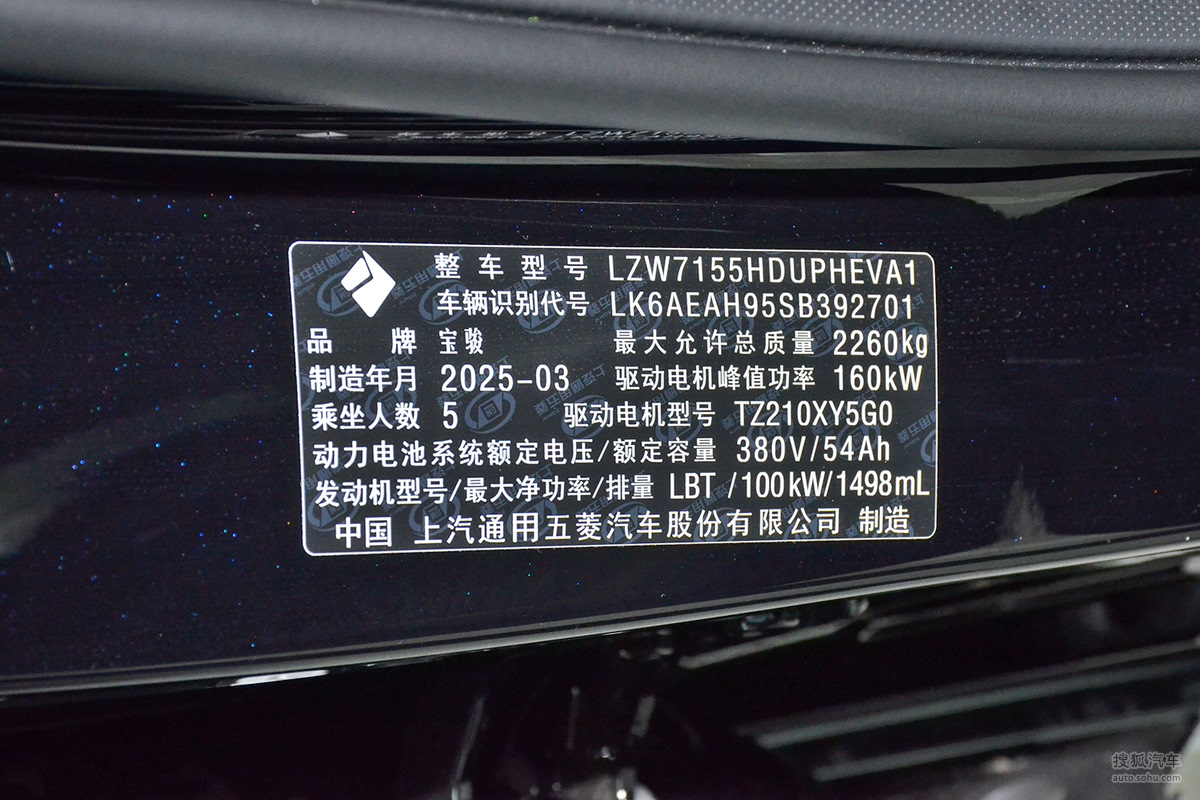 整车型号 LZW7155HDUPHEVA1
车辆识别代号 LK6AEAH95SB392701
品牌 宝骏 最大允许总质量 2260kg
制造年月 2025-03 驱动电机峰值功率 160kW
乘坐人数 5 驱动电机型号 TZ210XY5G0
动力电池系统额定电压/额定容量 380V/54Ah
发动机型号/最大净功率/排量 LBT /100kW/1498mL
中国 上汽通用五菱汽车股份有限公司 制造
搜狐汽车
auto.sohu.com